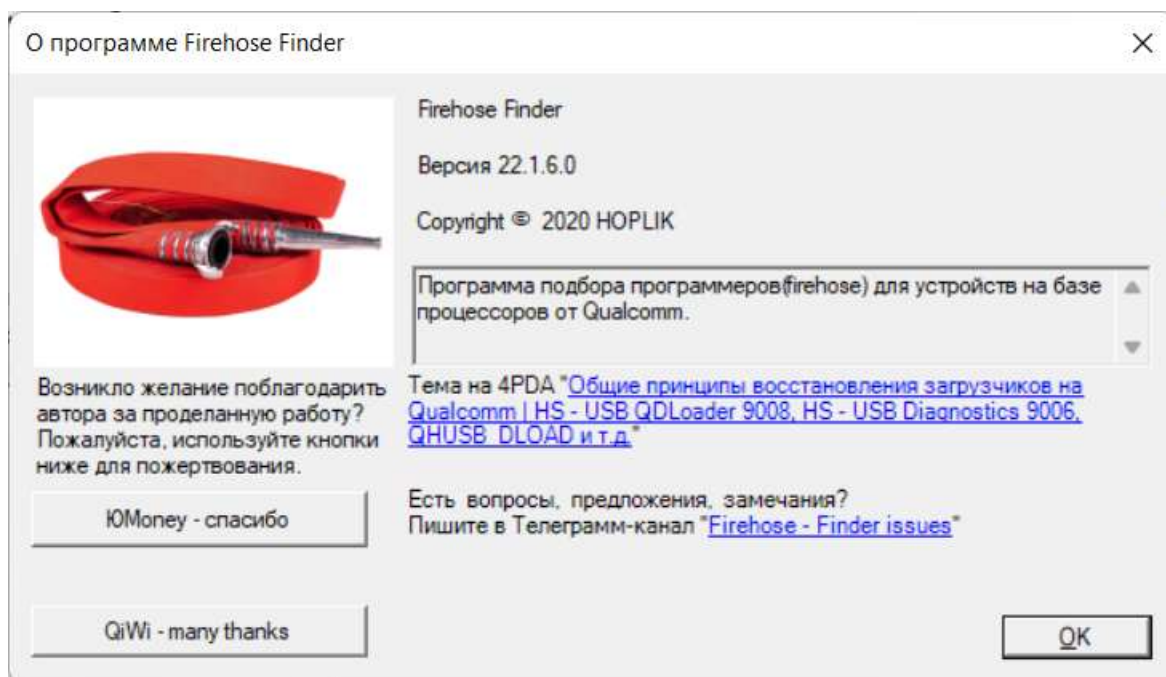 О программе Firehose Finder
Firehose Finder
Версия 22.1.6.0
Copyright © 2020 HOPLIK
Программа подбора программеров(firehose) для устройств на базе
процессоров от Qualcomm.
Возникло желание поблагодарить
автора за проделанную работу?
Пожалуйста, используйте кнопки
ниже для пожертвования.
Тема на 4PDA "Общие принципы восстановления загрузчиков на
Qualcomm | HS - USB QDLoader 9008, HS - USB Diagnostics 9006,
QHUSB_DLOAD и т.д."
ЮMoney - спасибо
Есть вопросы, предложения, замечания?
Пишите в Телеграмм-канал "Firehose - Finder issues"
QiWi - many thanks
OK